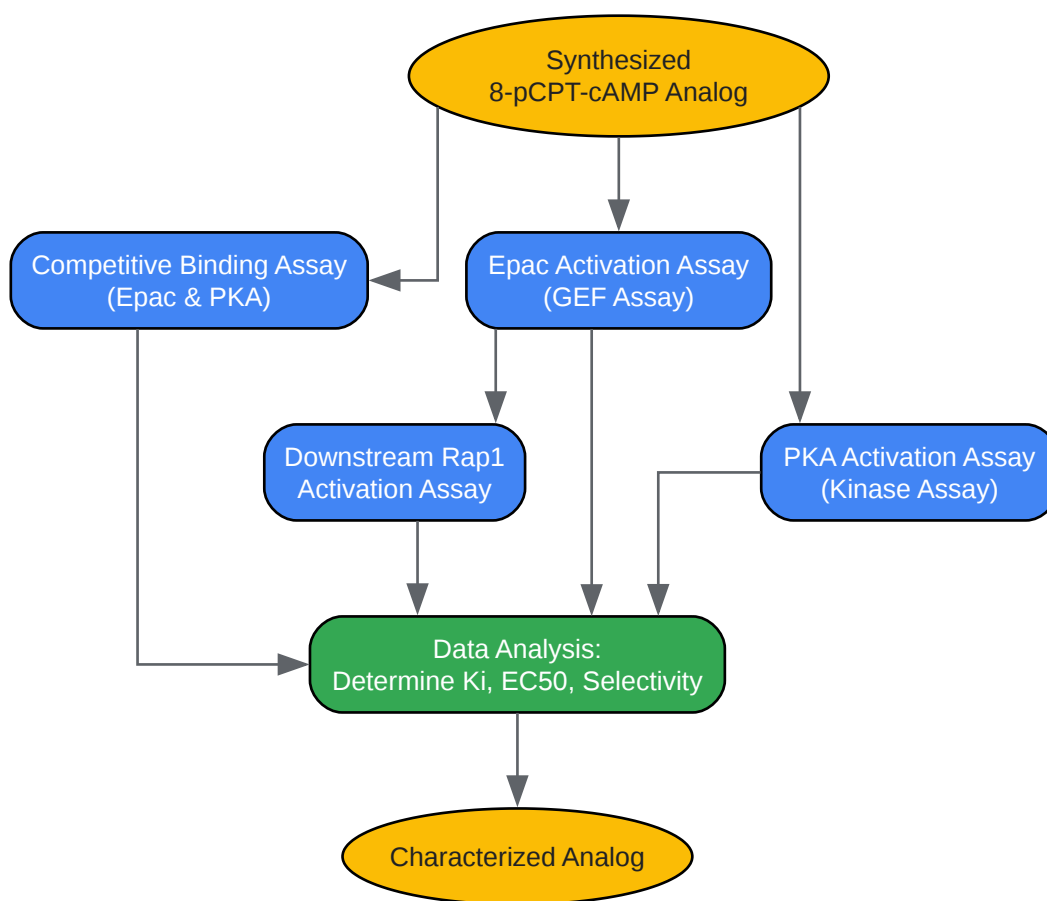 Synthesized
8-pCPT-cAMP Analog
Competitive Binding Assay
(Epac & PKA)
Epac Activation Assay
(GEF Assay)
Downstream Rap1
Activation Assay
PKA Activation Assay
(Kinase Assay)
Data Analysis:
Determine Ki, EC50, Selectivity
Characterized Analog